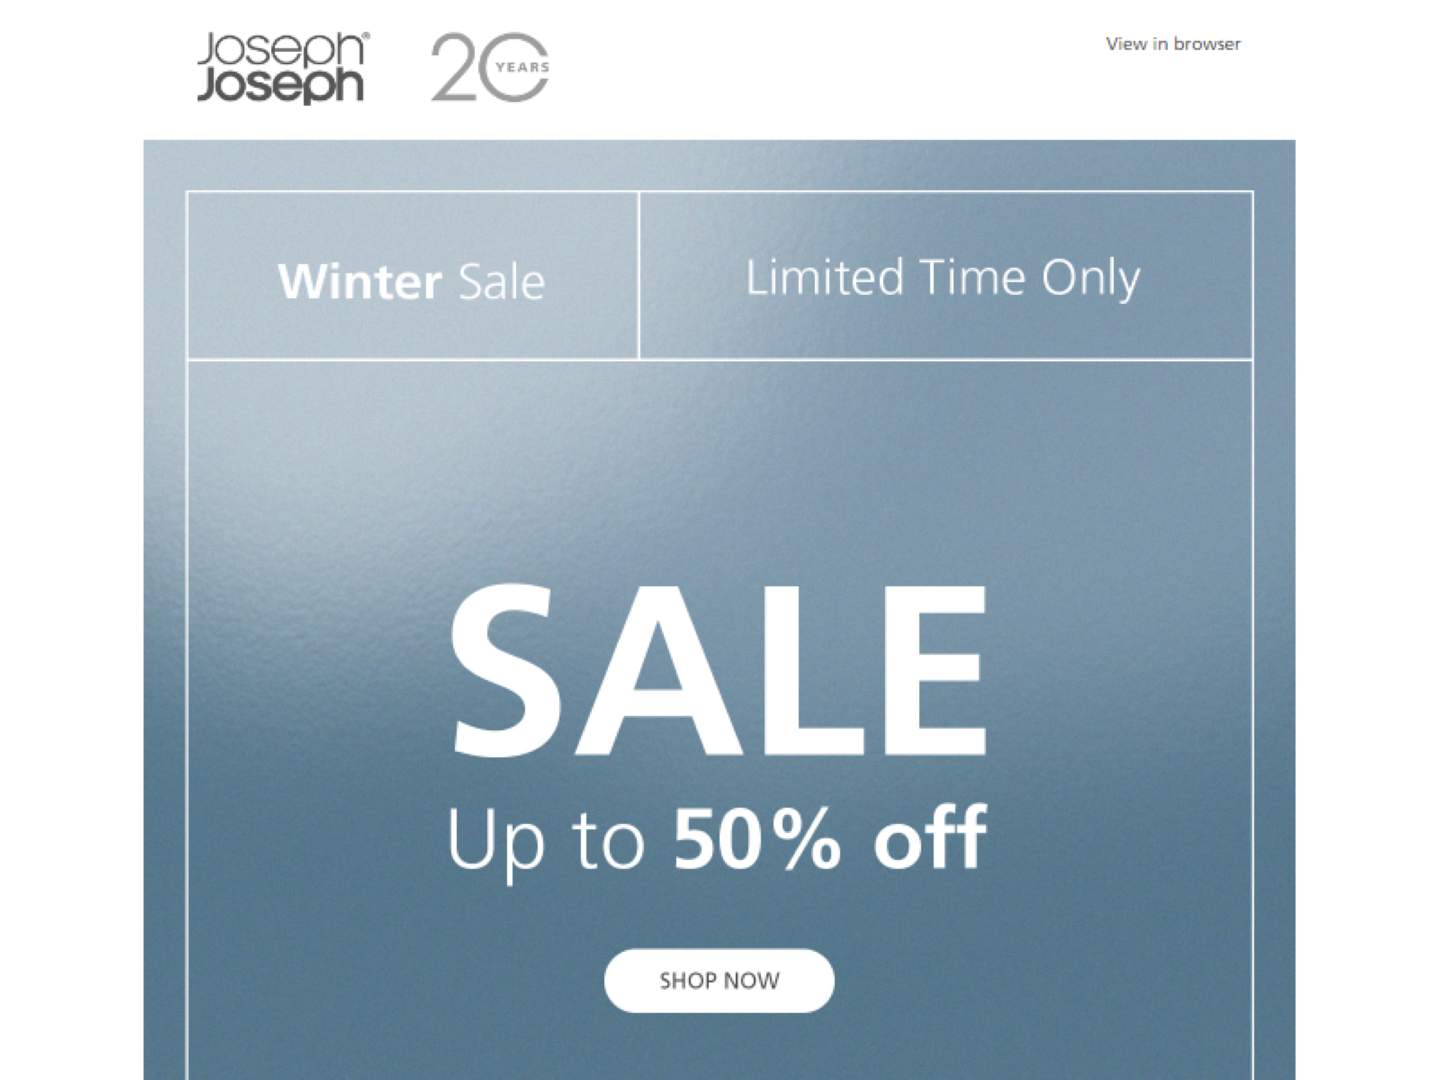 Joseph®
Joseph
20 YEARS
View in browser
Winter Sale
Limited Time Only
SALE
Up to 50% off
SHOP NOW